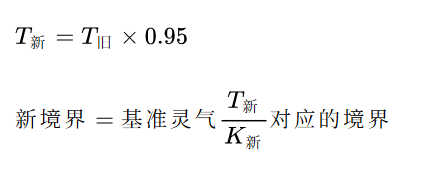 T新 = T旧 × 0.95
新境界 = 基准灵气 T新/K新 对应的境界